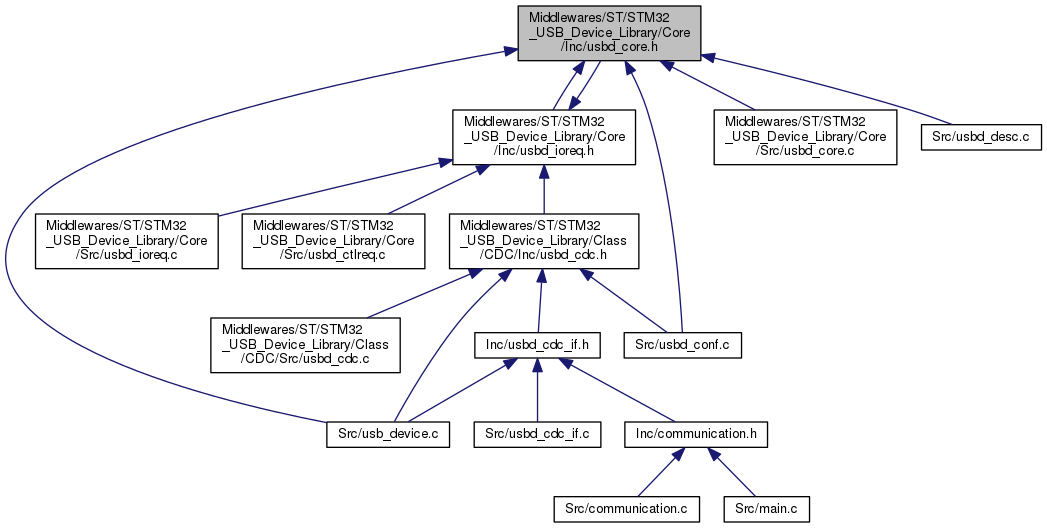 Middlewares/ST/STM32
_USB_Device_Library/Core
/Inc/usbd_core.h
Middlewares/ST/STM32
_USB_Device_Library/Core
/Inc/usbd_ioreq.h
Middlewares/ST/STM32
_USB_Device_Library/Core
/Src/usbd_core.c
Src/usbd_desc.c
Middlewares/ST/STM32
_USB_Device_Library/Core
/Src/usbd_ioreq.c
Middlewares/ST/STM32
_USB_Device_Library/Core
/Src/usbd_ctlreq.c
Middlewares/ST/STM32
_USB_Device_Library/Class
/CDC/Inc/usbd_cdc.h
Middlewares/ST/STM32
_USB_Device_Library/Class
/CDC/Src/usbd_cdc.c
Inc/usbd_cdc_if.h
Src/usbd_conf.c
Src/usb_device.c
Src/usbd_cdc_if.c
Inc/communication.h
Src/communication.c
Src/main.c